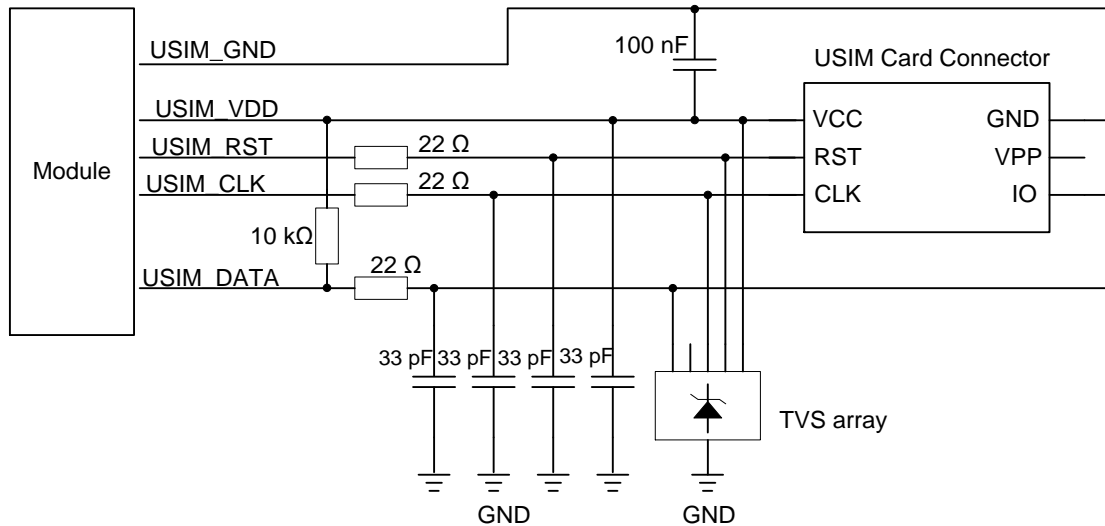 USIM_GND
100 nF
USIM Card Connector
USIM_VDD
VCC
GND
USIM_RST
22 Ω
RST
VPP
Module
USIM_CLK
22 Ω
CLK
IO
10 kΩ
USIM_DATA
22 Ω
33 pF 33 pF 33 pF 33 pF
TVS array
GND
GND